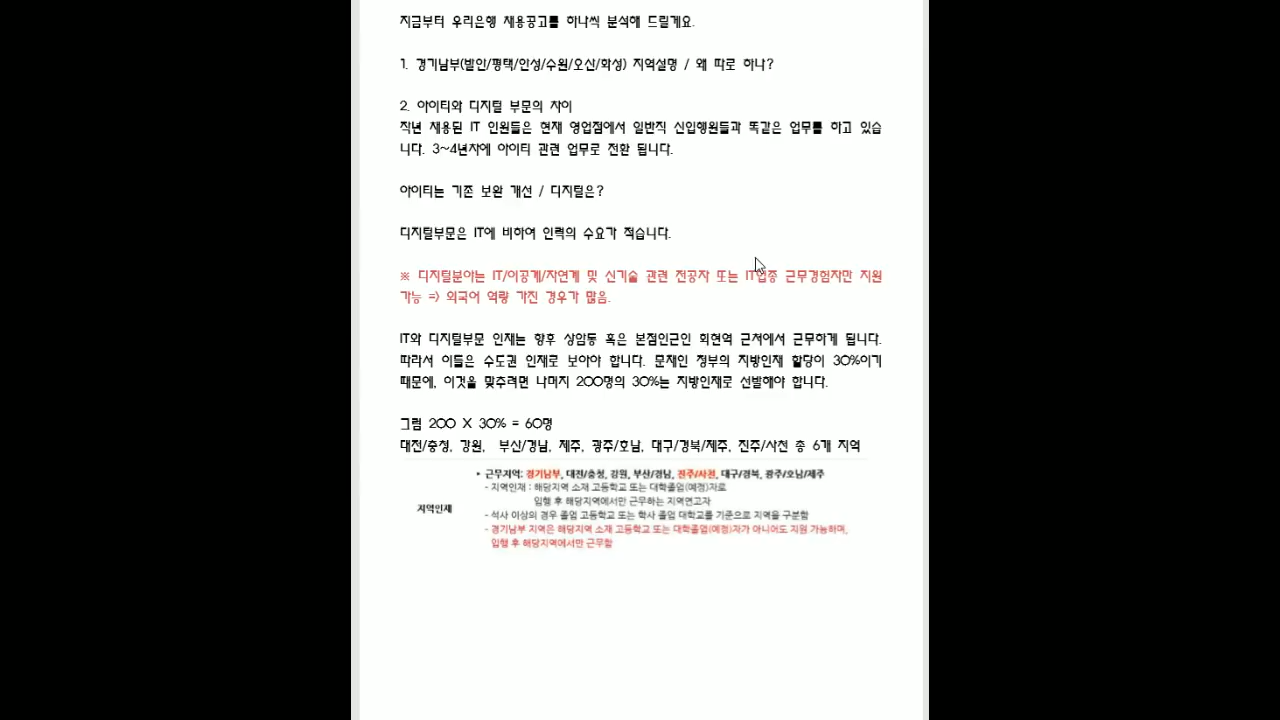 지금부터 우리은행 채용공고를 하나씩 분석해 드릴게요.
1. 경기남부(발안/평택/안성/수원/오산/화성) 지역설명 / 왜 따로 하나?
2. 아이티와 디지털 부문의 차이
작년 채용된 IT 인원들은 현재 영업점에서 일반직 신입행원들과 똑같은 업무를 하고 있습
니다. 3~4년차에 아이티 관련 업무로 전환 됩니다.
아이티는 기존 보완 개선 / 디지털은?
디지털부문은 IT에 비하여 인력의 수요가 적습니다.
※ 디지털분야는 IT/이공계/자연계 및 신기술 관련 전공자 또는 IT업종 근무경험자만 지원
가능 => 외국어 역량 가진 경우가 많음.
IT와 디지털부문 인재는 향후 상암동 혹은 본점인근인 회현역 근처에서 근무하게 됩니다.
따라서 이들은 수도권 인재로 보아야 합니다. 문재인 정부의 지방인재 할당이 30%이기
때문에, 이것을 맞추려면 나머지 200명의 30%는 지방인재로 선발해야 합니다.
그럼 200 X 30% = 60명
대전/충청, 강원, 부산/경남, 제주, 광주/호남, 대구/경북/제주, 진주/사천 총 6개 지역
• 근무지역: 경기남부, 대전/충청, 강원, 부산/경남, 진주/사천, 대구/경북, 광주/호남/제주
- 지역인재 : 해당지역 소재 고등학교 또는 대학졸업(예정)자로
입행 후 해당지역에서만 근무하는 지역연고자
지역인재
- 석사 이상의 경우 졸업 고등학교 또는 학사 졸업 대학교를 기준으로 지역을 구분함
- 경기남부 지역은 해당지역 소재 고등학교 또는 대학졸업(예정)자가 아니어도 지원 가능하며,
입행 후 해당지역에서만 근무함